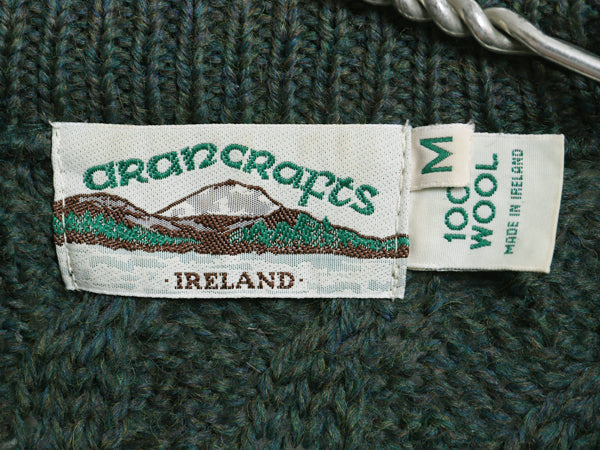 arancrafts
·IRELAND·
M
100
WOOL
MADE IN IRELAND